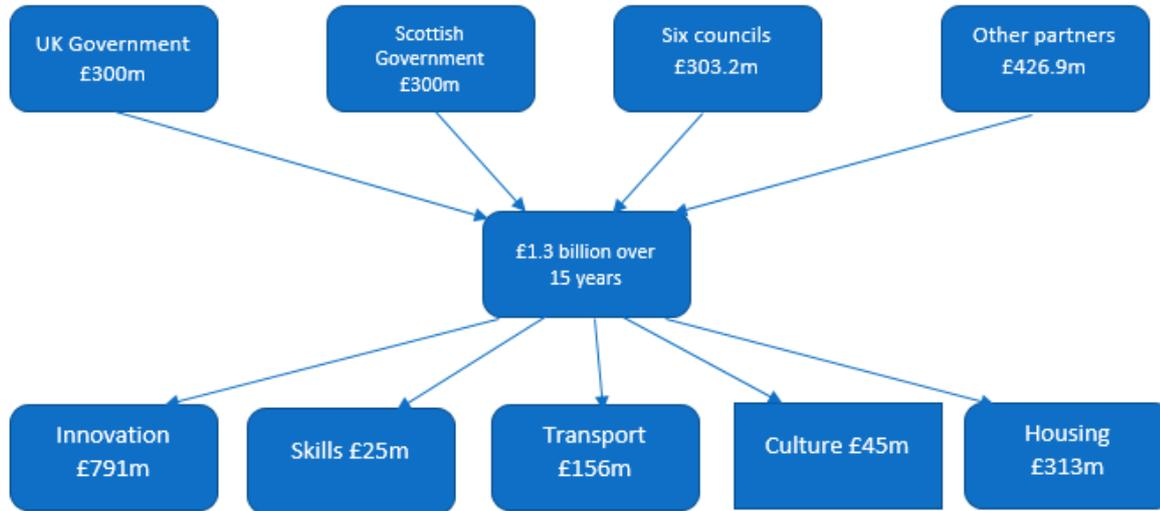 UK Government
£300m
Scottish
Government
£300m
Six councils
£303.2m
Other partners
£426.9m
£1.3 billion over
15 years
Innovation
£791m
Skills £25m
Transport
£156m
Culture £45m
Housing
£313m